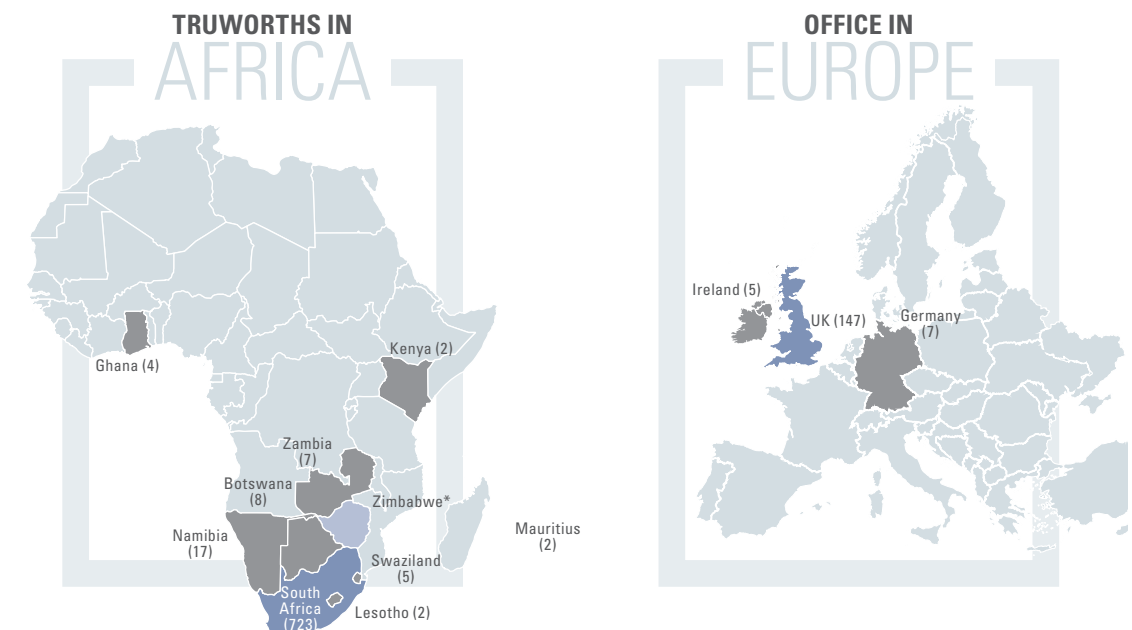 TRUWORTHS IN
AFRICA
Ghana (4)
Kenya (2)
Zambia
(7)
Botswana
(8)
Zimbabwe*
Namibia
(17)
Mauritius
(2)
Swaziland
(5)
South
Africa
(723)
Lesotho (2)
OFFICE IN
EUROPE
Ireland (5)
UK (147)
Germany
(7)